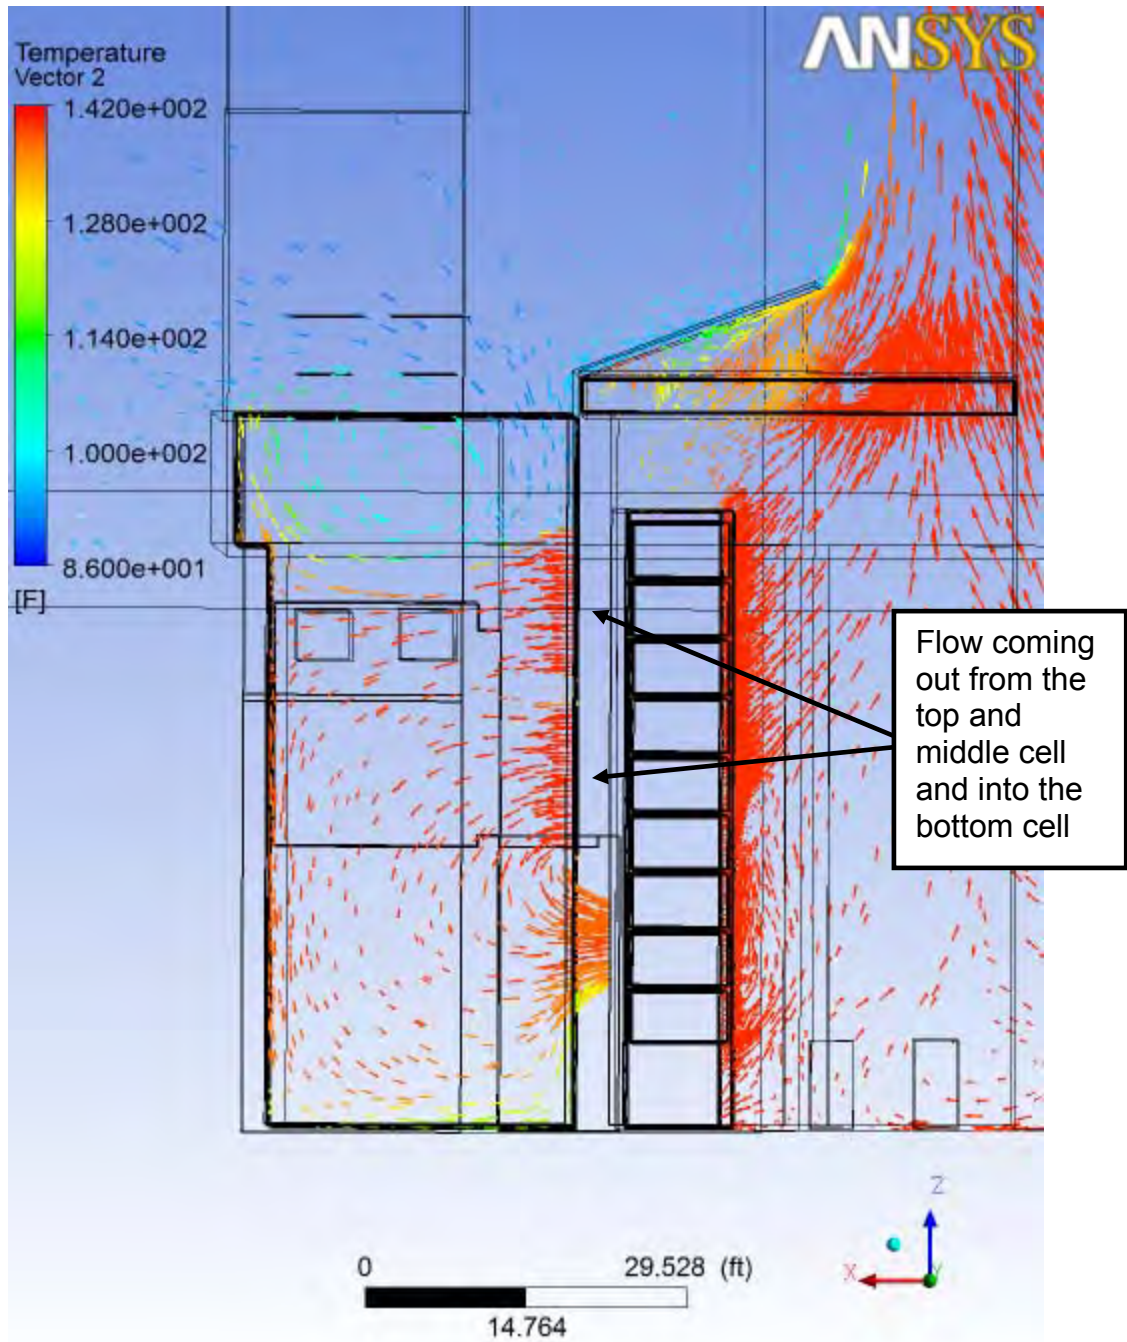 ANSYS
Temperature
Vector 2
1.420e+002
1.280e+002
1.140e+002
1.000e+002
8.600e+001
[F]
Flow coming
out from the
top and
middle cell
and into the
bottom cell
Z
X
Y
0
29.528 (ft)
14.764